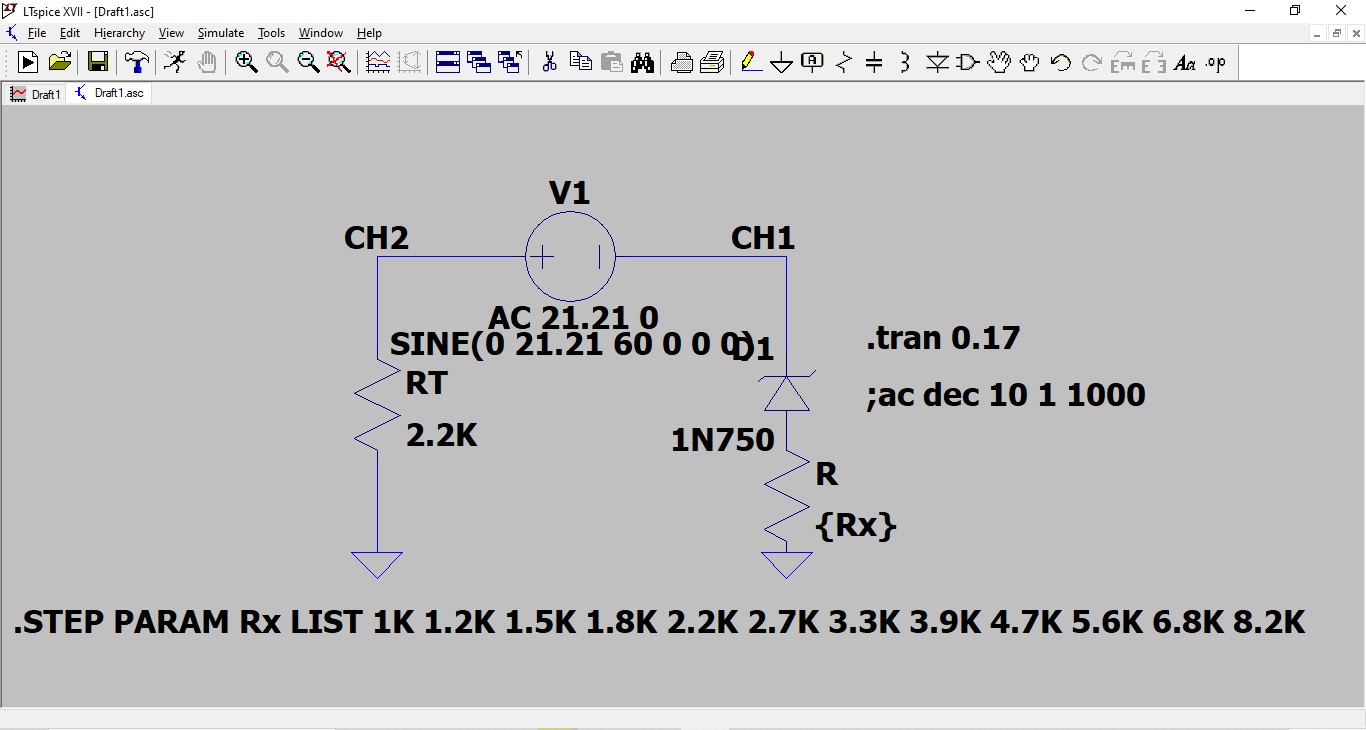 LTspice XVII - [Draft1.asc]
File Edit Hierarchy View Simulate Tools Window Help
Aa .op
Draft1 Draft1.asc
V1
CH2 CH1
AC 21.21 0
SINE(0 21.21 60 0 0 0)
D1
.tran 0.17
RT
;ac dec 10 1 1000
2.2K
1N750
R
{Rx}
.STEP PARAM Rx LIST 1K 1.2K 1.5K 1.8K 2.2K 2.7K 3.3K 3.9K 4.7K 5.6K 6.8K 8.2K